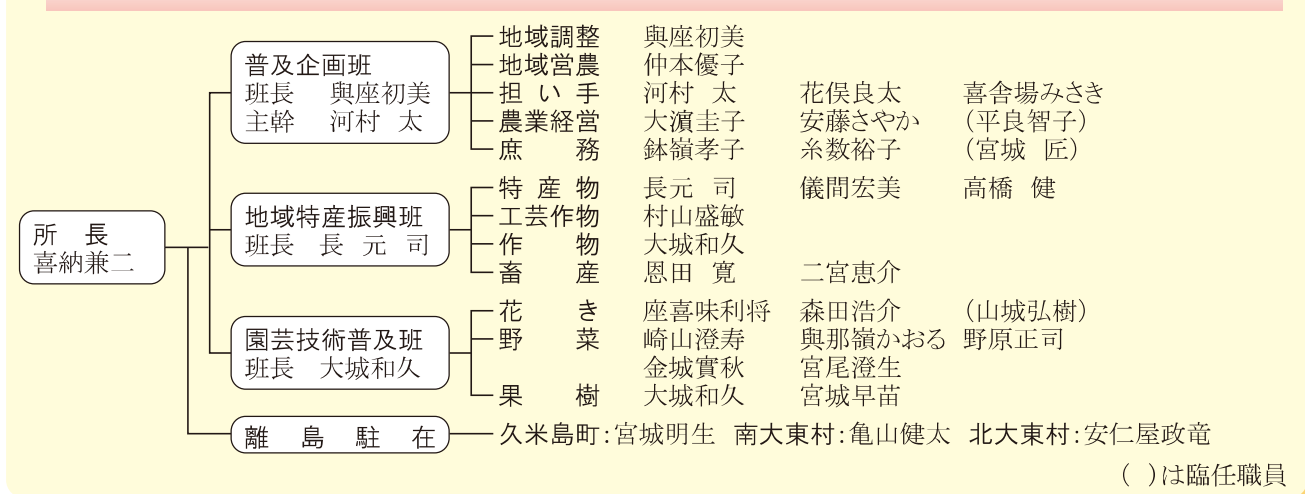 所　長
喜納兼二
普及企画班
班長　與座初美
主幹　河村　太
地域調整　與座初美
地域営農　仲本優子
担い手　河村　太　花俣良太　喜舎場みさき
農業経営　大濵圭子　安藤さやか　（平良智子）
庶　務　鉢嶺孝子　糸数裕子　（宮城　匠）
地域特産振興班
班長　長　元　司
特産物　長元　司　儀間宏美　高橋　健
工芸作物　村山盛敏
作　物　大城和久
畜　産　恩田　寛　二宮恵介
園芸技術普及班
班長　大城和久
花　き　座喜味利将　森田浩介　（山城弘樹）
野　菜　崎山澄寿　與那嶺かおる　野原正司
金城實秋　宮尾澄生
果　樹　大城和久　宮城早苗
離　島　駐　在
久米島町：宮城明生　南大東村：亀山健太　北大東村：安仁屋政竜
（　）は臨任職員